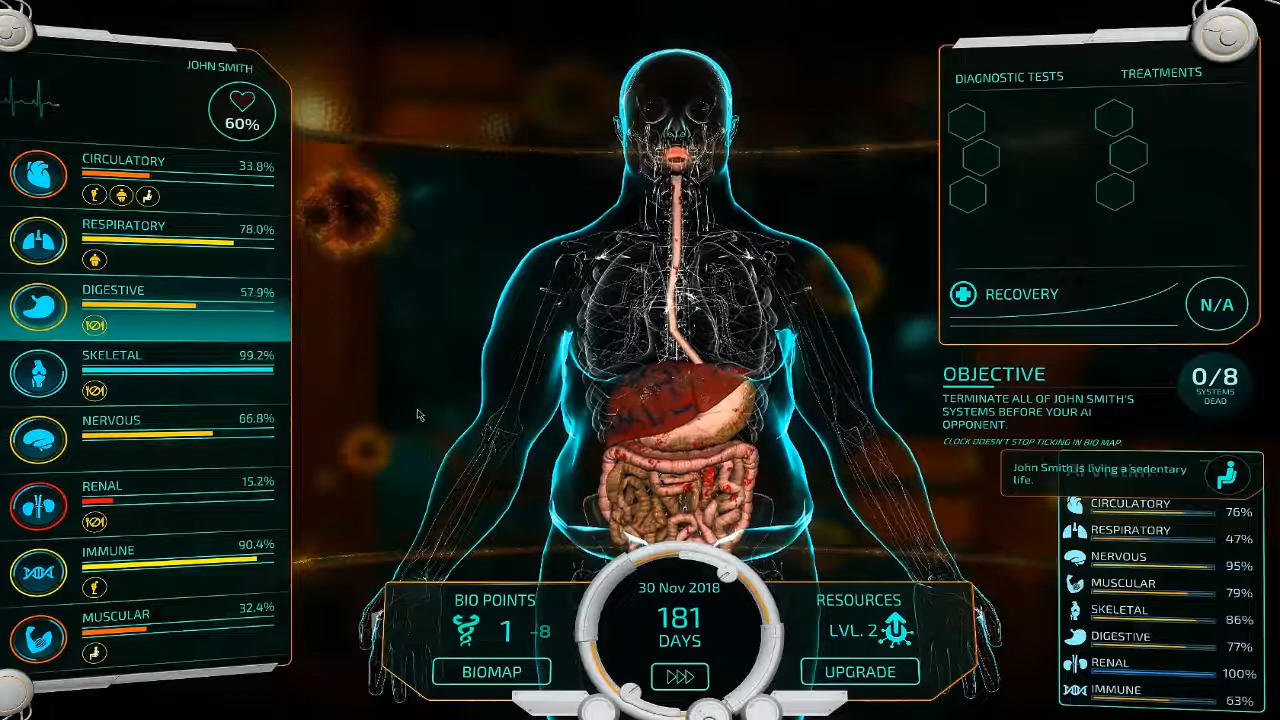 JOHN SMITH
60%
CIRCULATORY 33.8%
RESPIRATORY 78.0%
DIGESTIVE 57.9%
SKELETAL 99.2%
NERVOUS 66.8%
RENAL 15.2%
IMMUNE 90.4%
MUSCULAR 32.4%
BIO POINTS
1 -8
BIOMAP
30 Nov 2018
181
DAYS
RESOURCES
LVL. 2
UPGRADE
DIAGNOSTIC TESTS TREATMENTS
RECOVERY N/A
OBJECTIVE
0/8
SYSTEMS
DEAD
TERMINATE ALL OF JOHN SMITH'S
SYSTEMS BEFORE YOUR AI
OPPONENT.
CLOCK DOESN'T STOP TICKING IN BIO MAP.
John Smith is living a sedentary
life.
CIRCULATORY 76%
RESPIRATORY 47%
NERVOUS 95%
MUSCULAR 79%
SKELETAL 86%
DIGESTIVE 77%
RENAL 100%
IMMUNE 63%